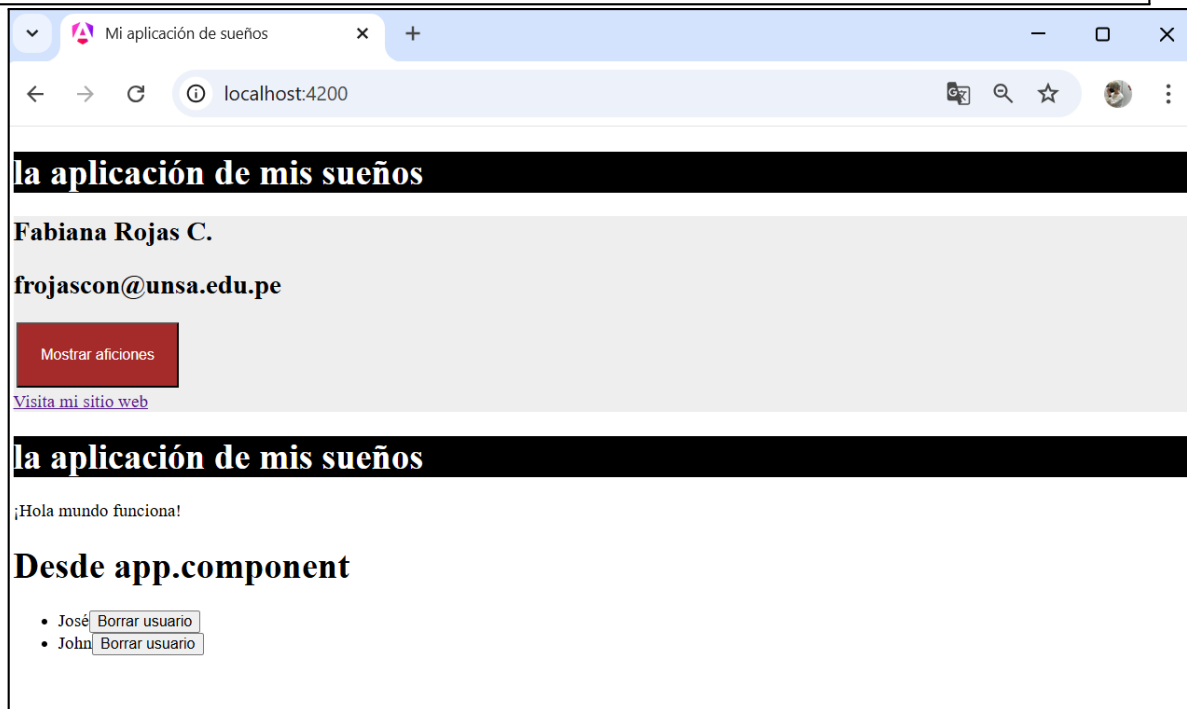 Mi aplicación de sueños
localhost:4200
la aplicación de mis sueños
Fabiana Rojas C.
frojascon@unsa.edu.pe
Mostrar aficiones
Visita mi sitio web
la aplicación de mis sueños
¡Hola mundo funciona!
Desde app.component
José Borrar usuario
John Borrar usuario